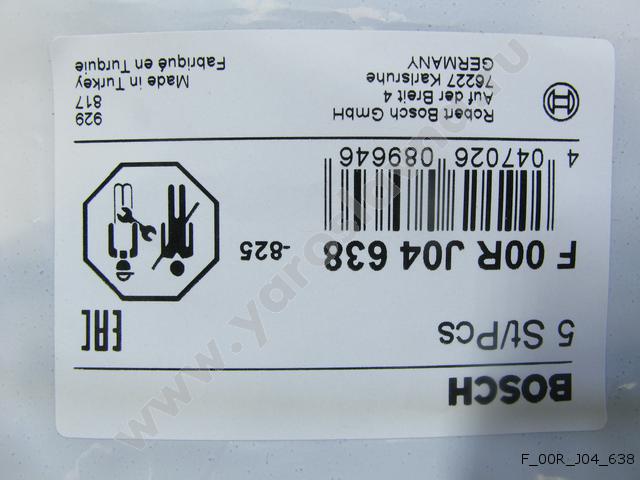 BOSCH
5 St/Pcs
EAC
F 00R J04 638 -825
4 047026 089646
Robert Bosch GmbH
Auf der Breit 4
76227 Karlsruhe
GERMANY
929
817
Made in Turkey
Fabriqué en Turquie
F_00R_J04_638